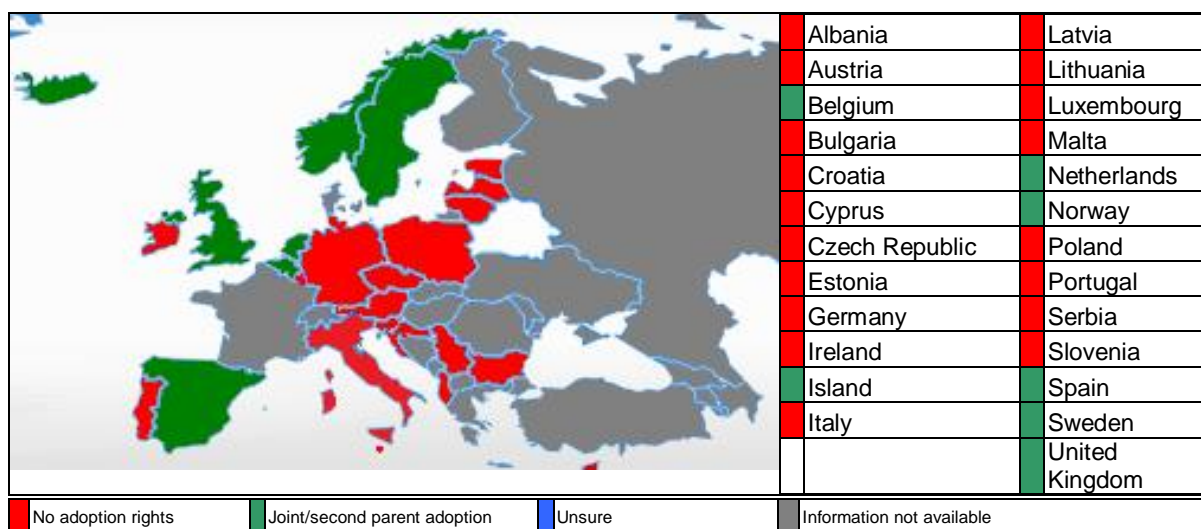 Albania Latvia
Austria Lithuania
Belgium Luxembourg
Bulgaria Malta
Croatia Netherlands
Cyprus Norway
Czech Republic Poland
Estonia Portugal
Germany Serbia
Ireland Slovenia
Island Spain
Italy Sweden
United
Kingdom
No adoption rights Joint/second parent adoption Unsure Information not available